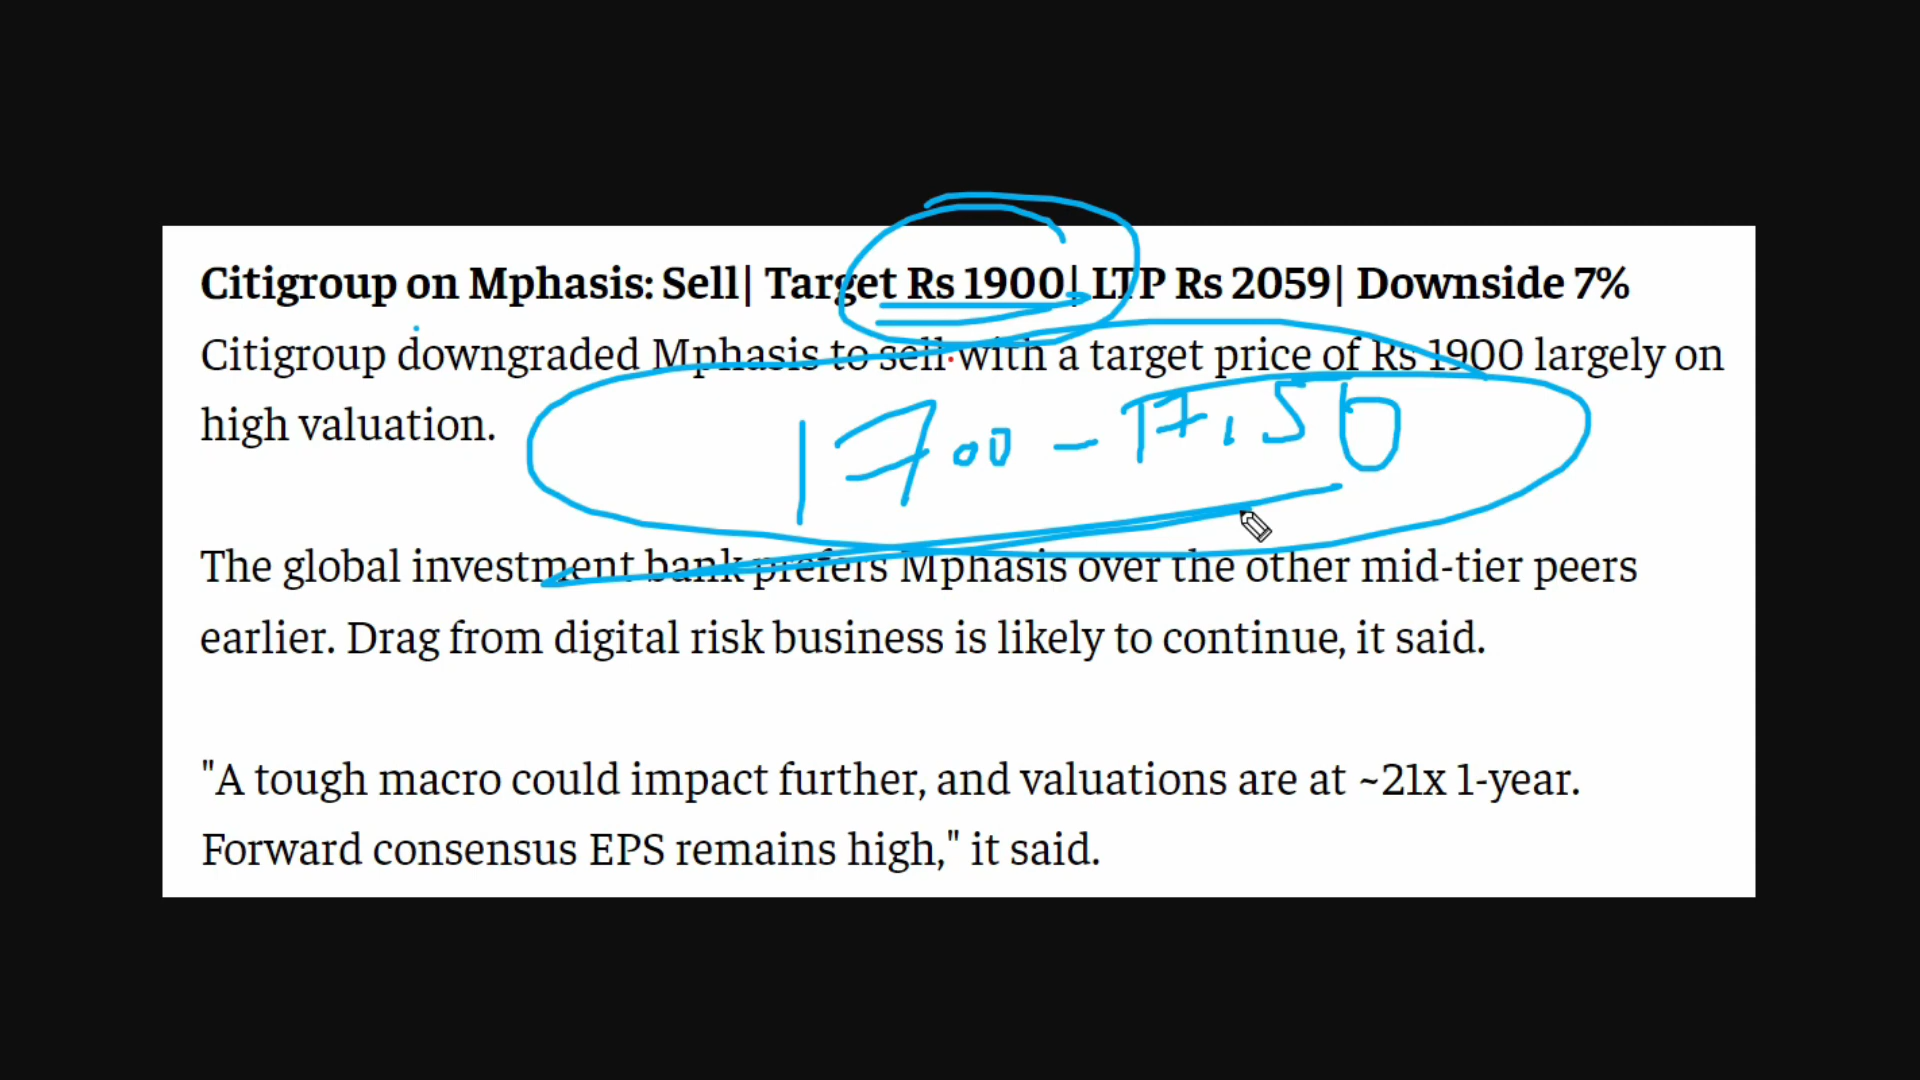 Citigroup on Mphasis: Sell| Target Rs 1900| LTP Rs 2059| Downside 7%
Citigroup downgraded Mphasis to sell with a target price of Rs 1900 largely on
high valuation.
1700 - 17,50
The global investment bank prefers Mphasis over the other mid-tier peers
earlier. Drag from digital risk business is likely to continue, it said.
"A tough macro could impact further, and valuations are at ~21x 1-year.
Forward consensus EPS remains high," it said.